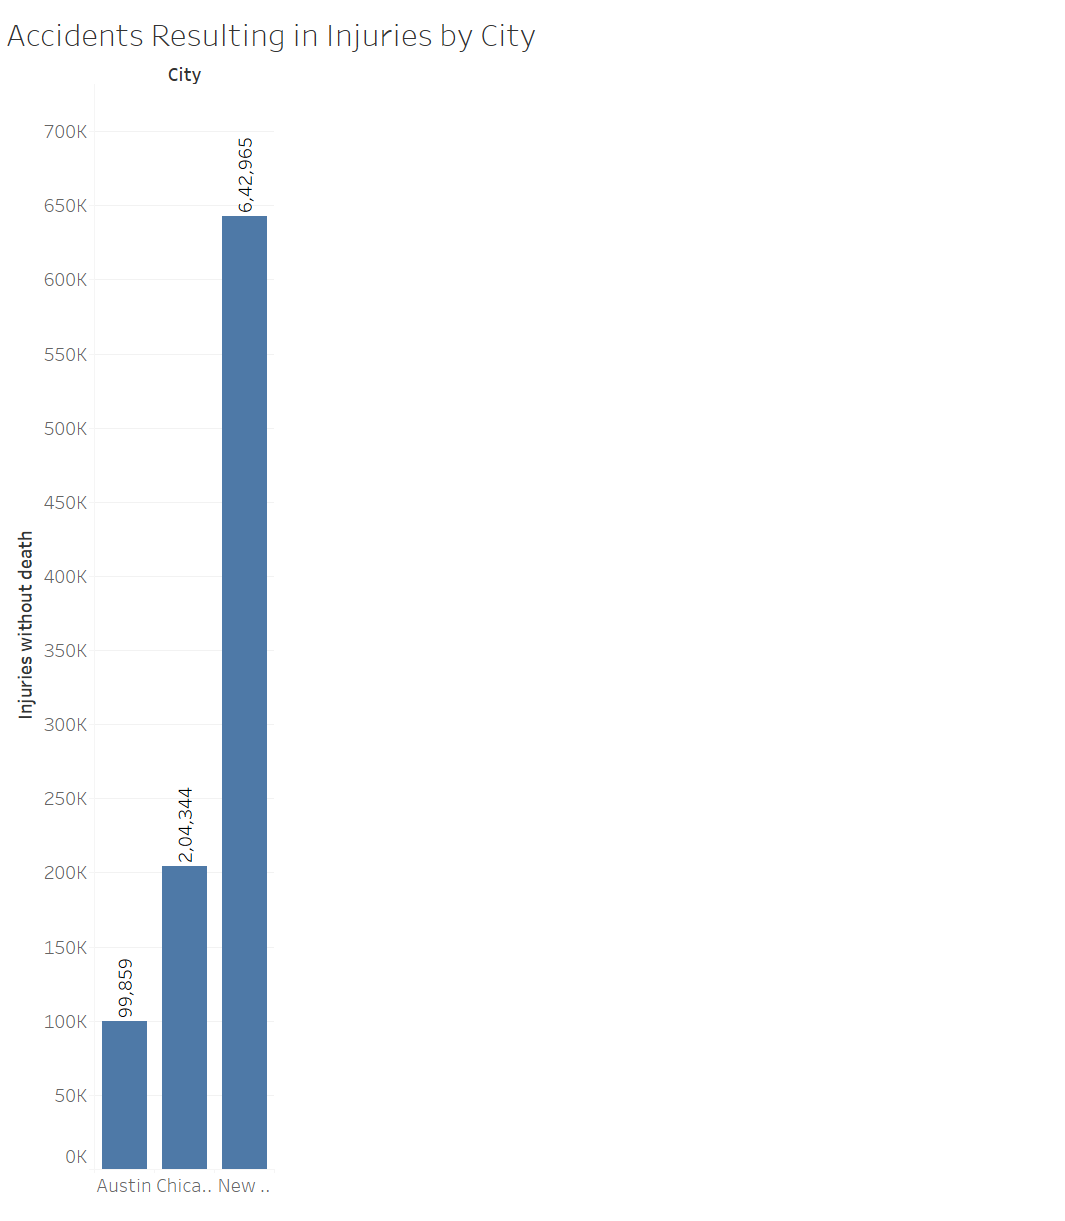 Accidents Resulting in Injuries by City
City
700K
650K
600K
550K
500K
450K
400K
350K
300K
250K
200K
150K
100K
50K
0K
Injuries without death
99,859
2,04,344
6,42,965
Austin Chica.. New ..